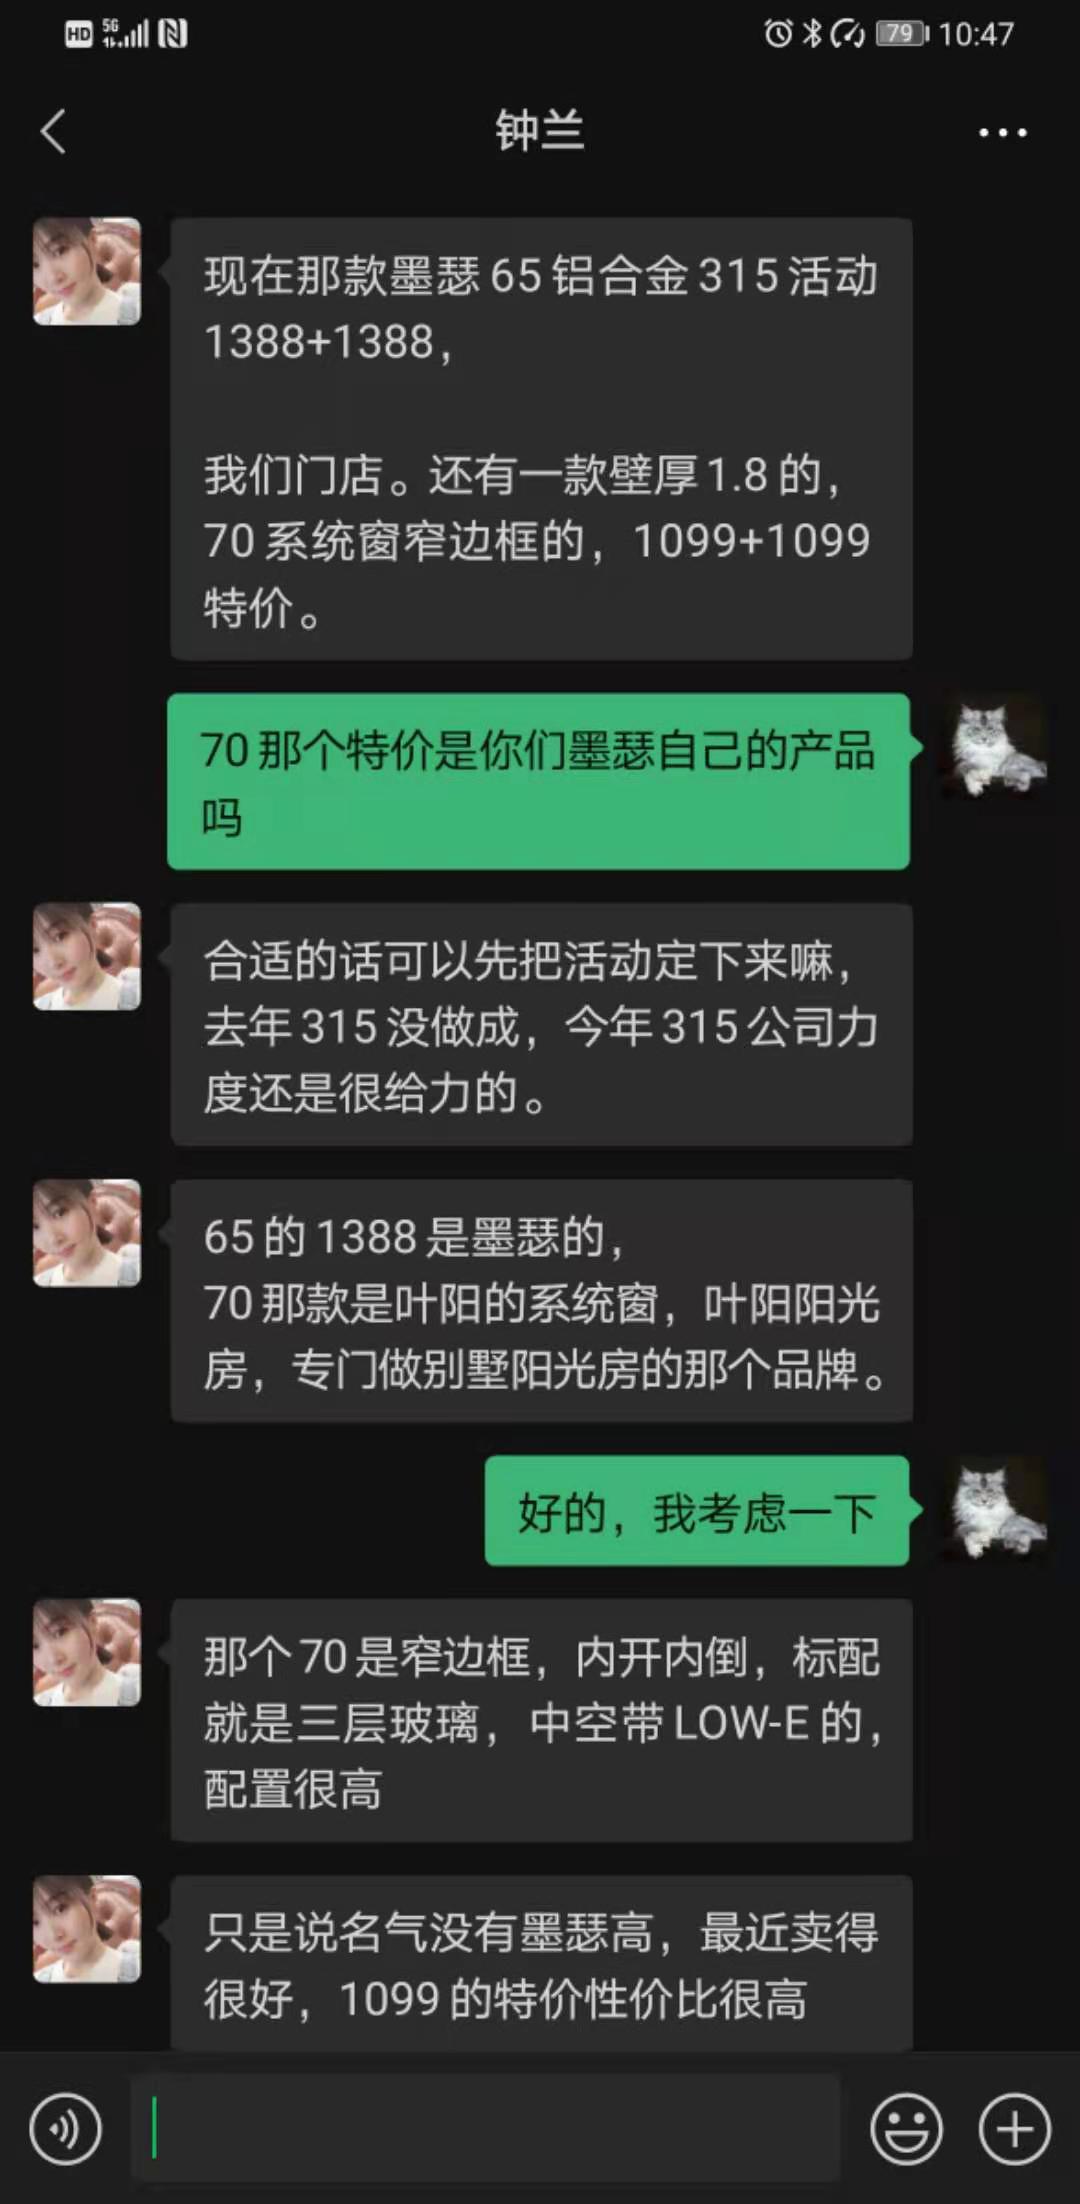 HD 5G 79 10:47
钟兰
现在那款墨瑟65铝合金315活动
1388+1388，
我们门店。还有一款壁厚1.8的，
70系统窗窄边框的，1099+1099
特价。
70那个特价是你们墨瑟自己的产品
吗
合适的话可以先把活动定下来嘛，
去年315没做成，今年315公司力
度还是很给力的。
65的1388是墨瑟的，
70那款是叶阳的系统窗，叶阳阳光
房，专门做别墅阳光房的那个品牌。
好的，我考虑一下
那个70是窄边框，内开内倒，标配
就是三层玻璃，中空带LOW-E的，
配置很高
只是说名气没有墨瑟高，最近卖得
很好，1099的特价性价比很高